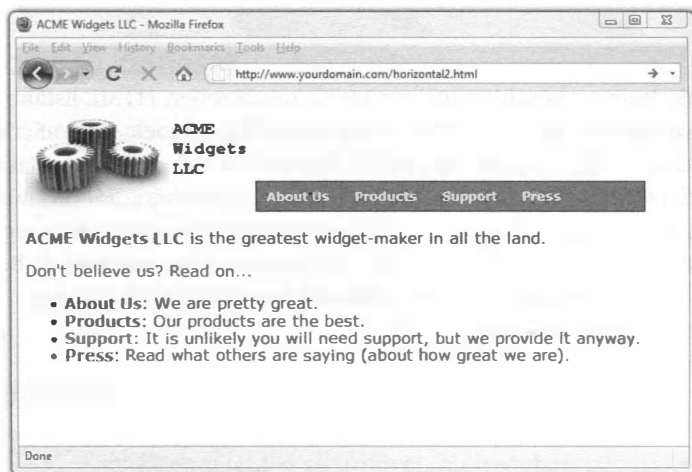 ACME Widgets LLC - Mozilla Firefox
File Edit View History Bookmarks Tools Help
http://www.yourdomain.com/horizontal2.html
ACME
Widgets
LLC
About Us Products Support Press
ACME Widgets LLC is the greatest widget-maker in all the land.
Don't believe us? Read on...
• About Us: We are pretty great.
• Products: Our products are the best.
• Support: It is unlikely you will need support, but we provide it anyway.
• Press: Read what others are saying (about how great we are).
Done